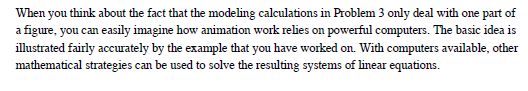 When you think about the fact that the modeling calculations in Problem 3 only deal with one part of
a figure, you can easily imagine how animation work relies on powerful computers. The basic idea is
illustrated fairly accurately by the example that you have worked on. With computers available, other
mathematical strategies can be used to solve the resulting systems of linear equations.